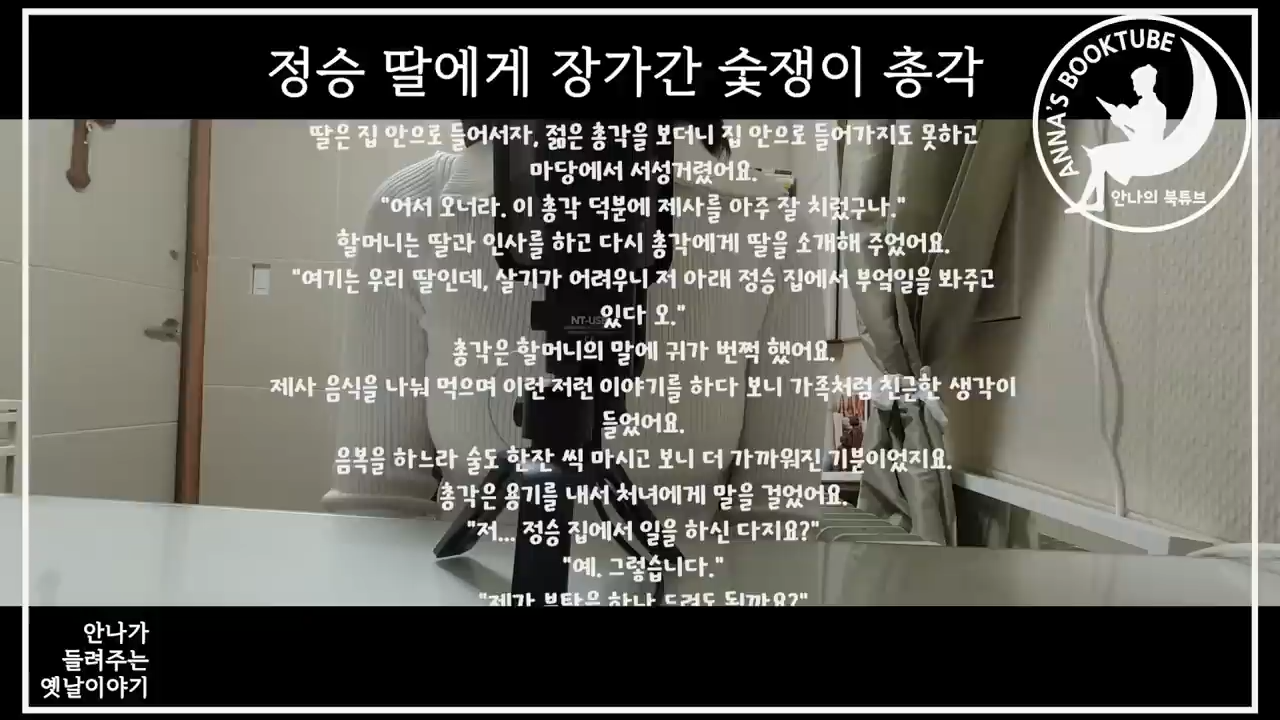 정승 딸에게 장가간 숯쟁이 총각
ANNA'S BOOKTUBE
안나의 북튜브
딸은 집 안으로 들어서자, 젊은 총각을 보더니 집 안으로 들어가지도 못하고
마당에서 서성거렸어요.
"어서 오너라. 이 총각 덕분에 제사를 아주 잘 치렀구나."
할머니는 딸과 인사를 하고 다시 총각에게 딸을 소개해 주었어요.
"여기는 우리 딸인데, 살기가 어려우니 저 아래 정승 집에서 부엌일을 봐주고
있다 오."
총각은 할머니의 말에 귀가 번쩍 했어요.
제사 음식을 나눠 먹으며 이런 저런 이야기를 하다 보니 가족처럼 친근한 생각이
들었어요.
음복을 하느라 술도 한잔 씩 마시고 보니 더 가까워진 기분이었지요.
총각은 용기를 내서 처녀에게 말을 걸었어요.
"저... 정승 집에서 일을 하신 다지요?"
"예. 그렇습니다."
"제가 부탁을 하나 드려도 될까요?"
안나가
들려주는
옛날이야기